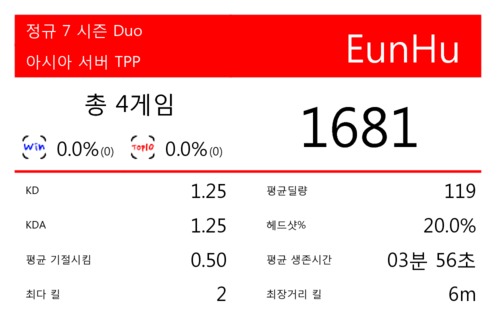 정규 7 시즌 Duo
아시아 서버 TPP
EunHu
총 4게임
Win 0.0%(0) Top10 0.0%(0)
1681
KD 1.25 평균딜량 119
KDA 1.25 헤드샷% 20.0%
평균 기절시킴 0.50 평균 생존시간 03분 56초
최다 킬 2 최장거리 킬 6m